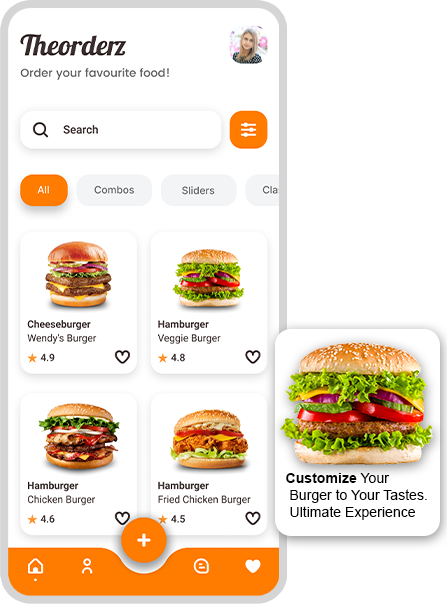 Theorderz
Order your favourite food!
Search
All
Combos
Sliders
Cla
Cheeseburger
Wendy's Burger
4.9
Hamburger
Veggie Burger
4.8
Hamburger
Chicken Burger
4.6
Hamburger
Fried Chicken Burger
4.5
Customize Your
Burger to Your Tastes.
Ultimate Experience